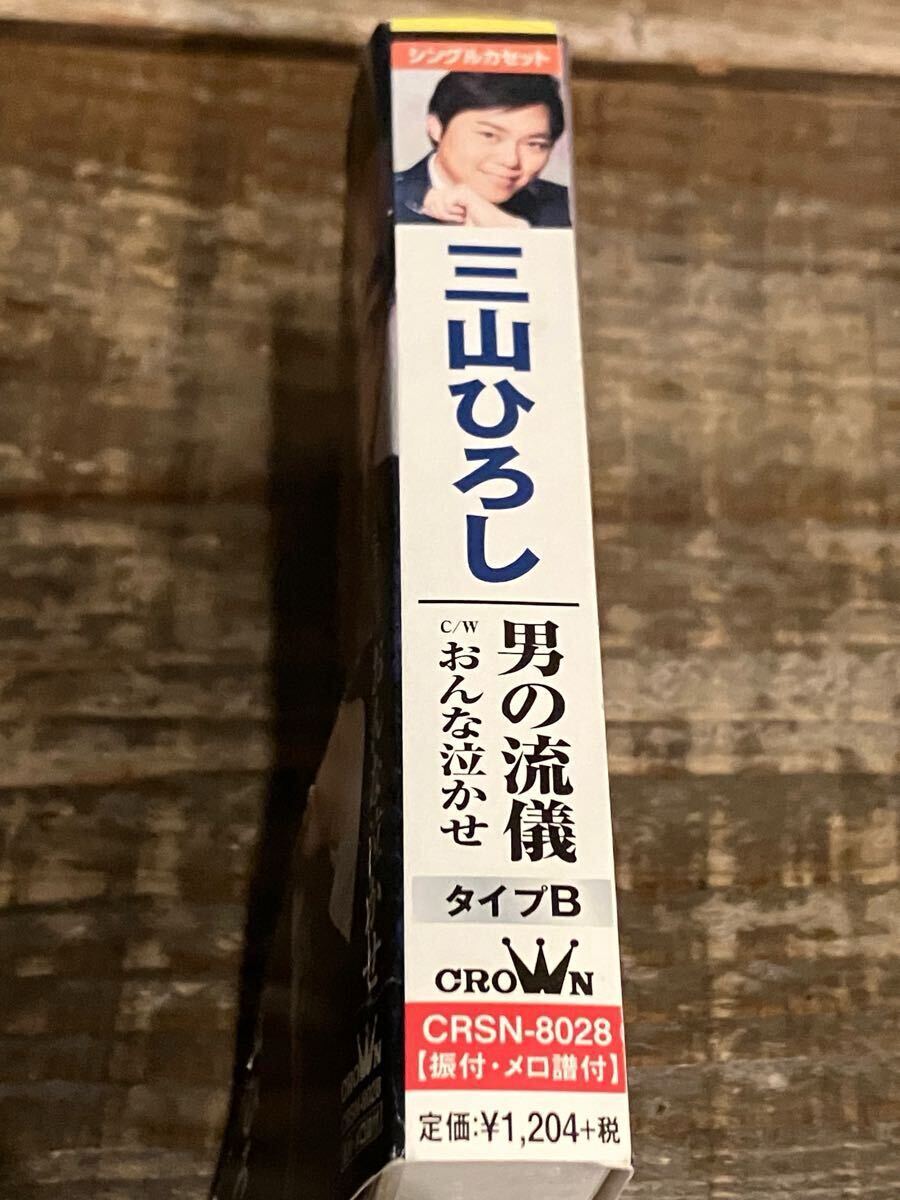 シングルカセット
三山ひろし
男の流儀
C/W おんな泣かせ
タイプB
CROWN
CRSN-8028
【振付・メロ譜付】
定価:¥1,204+税
CROWN